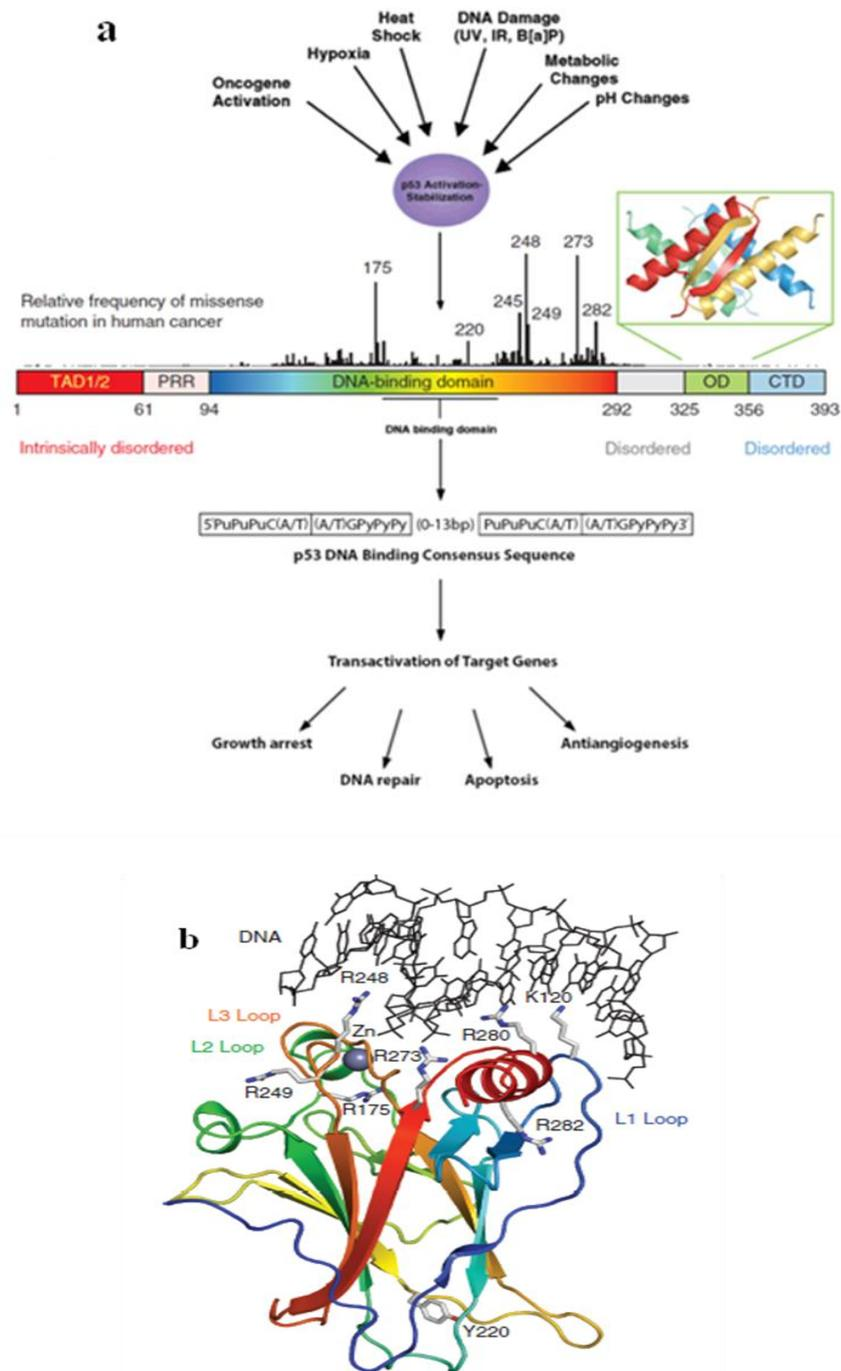 a
Heat
Shock
DNA Damage
(UV, IR, B[a]P)
Hypoxia
Metabolic
Changes
Oncogene
Activation
pH Changes
p53 Activation-
Stabilization
248 273
175
245
249
282
220
Relative frequency of missense
mutation in human cancer
TAD1/2 PRR DNA-binding domain OD CTD
1 61 94 292 325 356 393
DNA binding domain
Intrinsically disordered Disordered Disordered
5'PuPuPuC(A/T) (A/T)GPyPyPy (0-13bp) PuPuPuC(A/T) (A/T)GPyPyPy3'
p53 DNA Binding Consensus Sequence
Transactivation of Target Genes
Growth arrest Antiangiogenesis
DNA repair Apoptosis
b
DNA
R248
K120
L3 Loop
Zn
R280
L2 Loop
R273
R249
R175
R282
L1 Loop
Y220